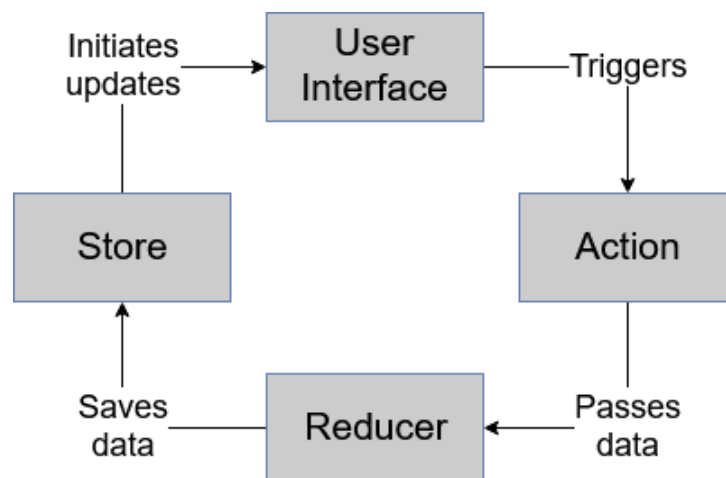 Initiates
updates
User
Interface
Triggers
Store
Action
Saves
data
Reducer
Passes
data